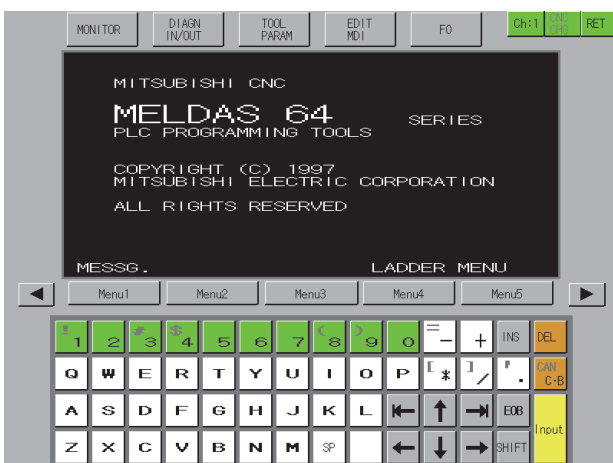 MONITOR DIAGN IN/OUT TOOL PARAM EDIT MDI F0 Ch:1 CNC CHG RET
MITSUBISHI CNC
MELDAS 64 SERIES
PLC PROGRAMMING TOOLS
COPYRIGHT (C) 1997
MITSUBISHI ELECTRIC CORPORATION
ALL RIGHTS RESERVED
MESSG. LADDER MENU
Menu1 Menu2 Menu3 Menu4 Menu5
! 1 2 # 3 $ 4 5 6 7 ( 8 ) 9 0 = - + INS DEL
Q W E R T Y U I O P [ * ] / ' . CAN C·B
A S D F G H J K L EOB Input
Z X C V B N M SP SHIFT